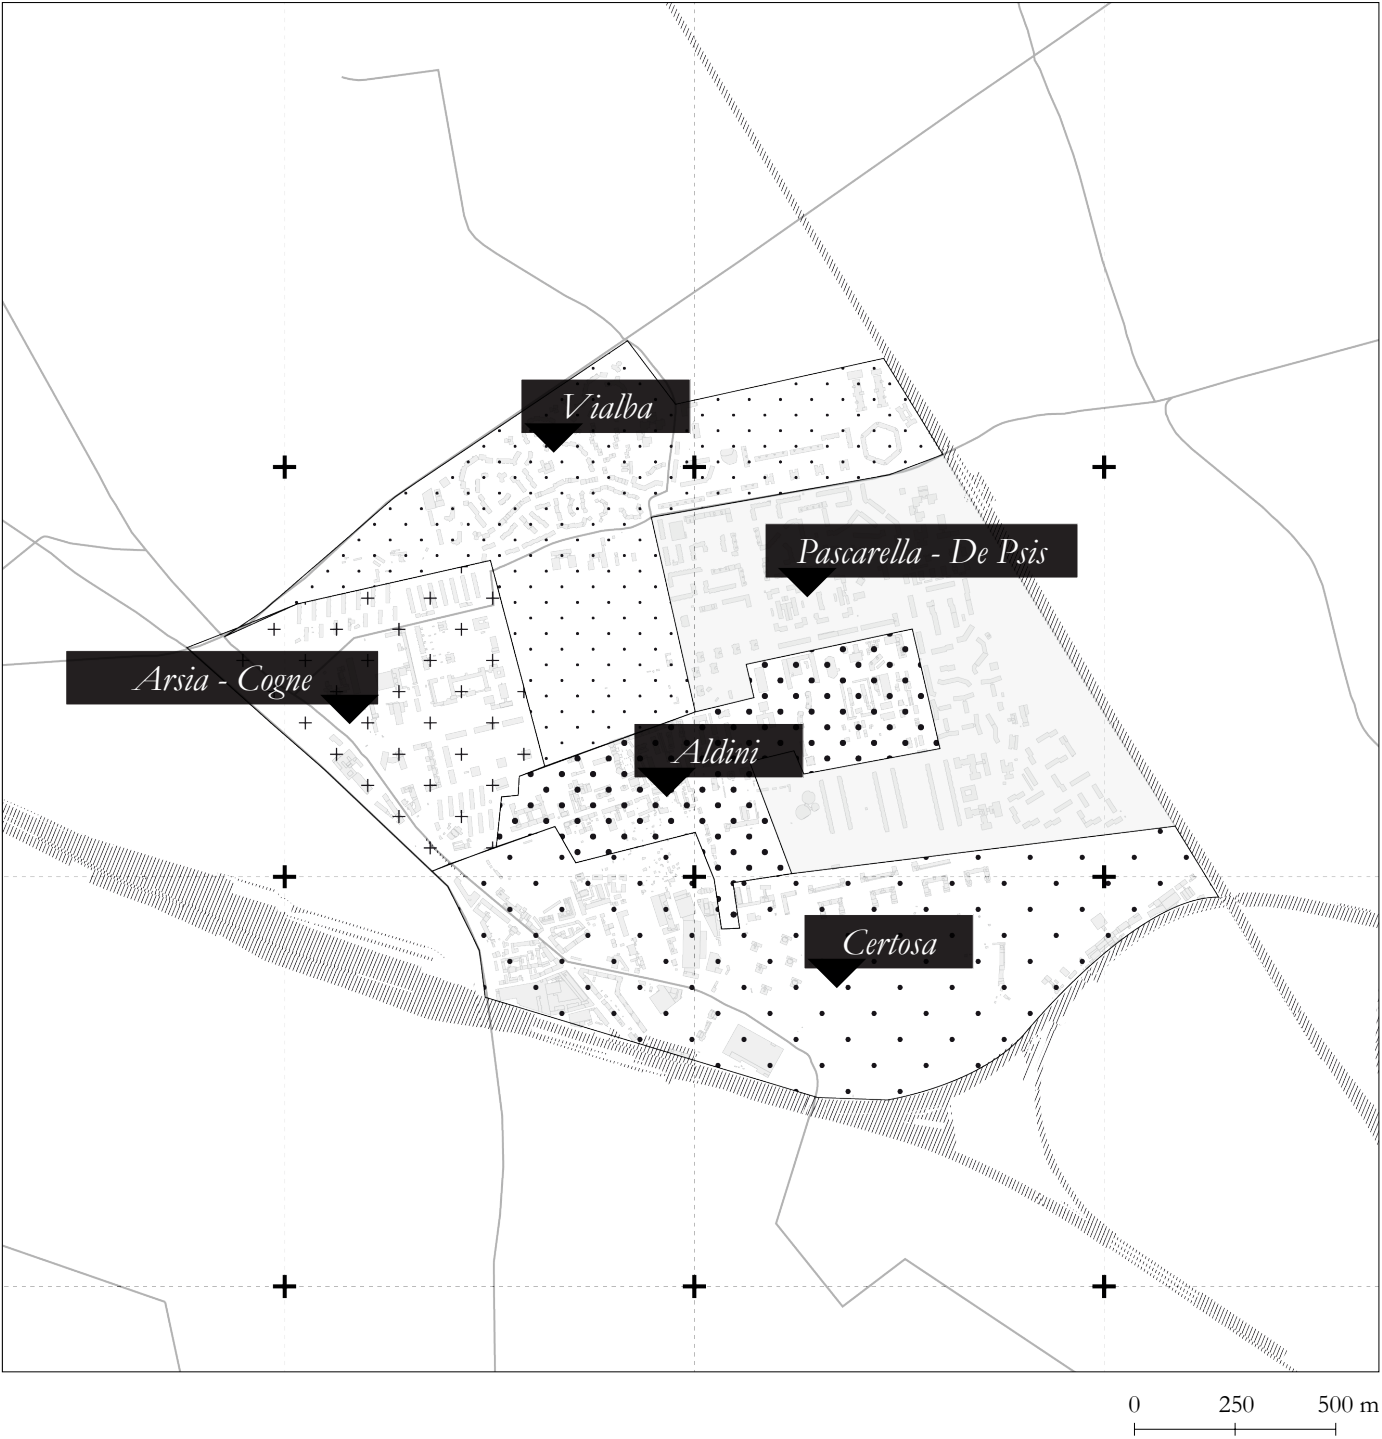 Vialba
Pascarella - De Psis
Arsia - Cogne
Aldini
Certosa
0 250 500 m